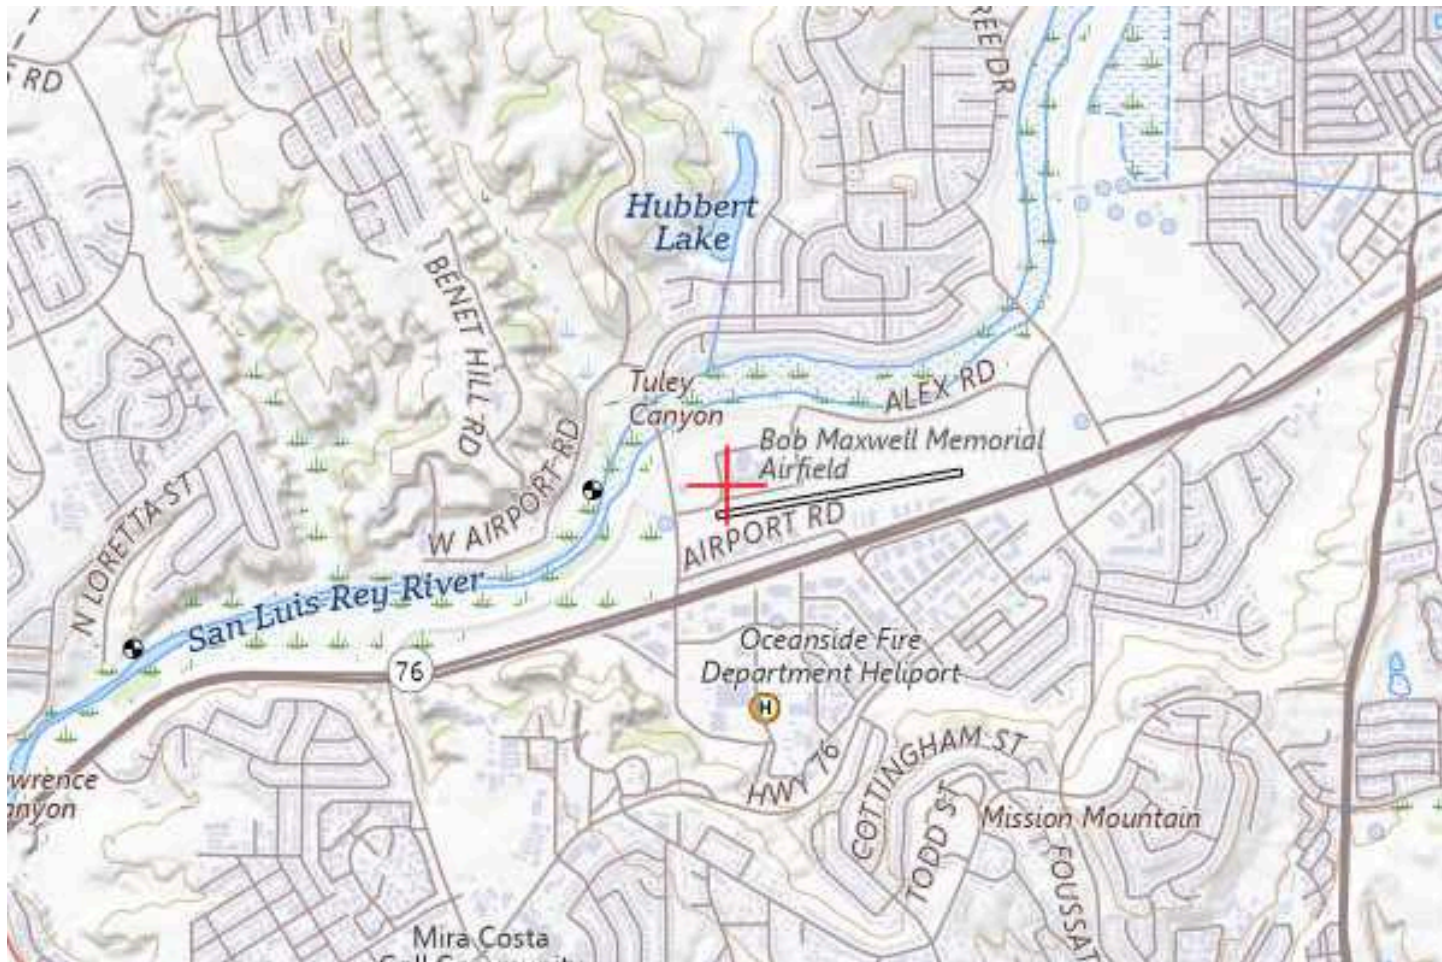 RD
REE DR
Hubbert
Lake
BENET HILL RD
Tuley
Canyon
ALEX RD
Bob Maxwell Memorial
Airfield
W AIRPORT RD
AIRPORT RD
N LORETTA ST
San Luis Rey River
Oceanside Fire
Department Heliport
76
H
HWY 76
COTTINGHAM ST
TODD ST
Mission Mountain
FOUSSAT
wrence
nyon
Mira Costa